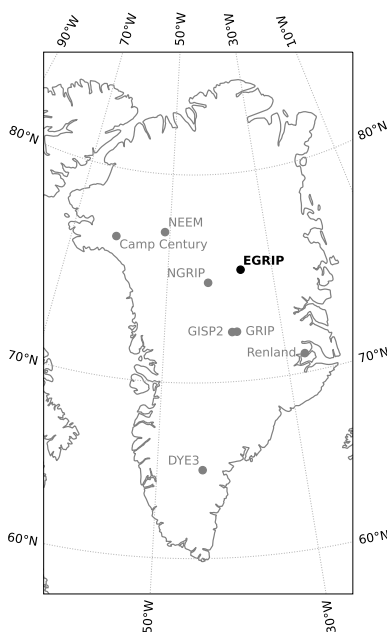 90°W 70°W 50°W 30°W 10°W
80°N 80°N
NEEM
Camp Century
EGRIP
NGRIP
GISP2 GRIP
Renland
70°N 70°N
DYE3
60°N 60°N
50°W 30°W